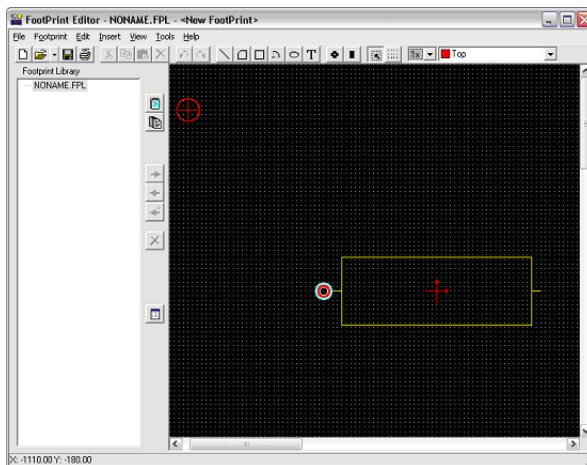 FootPrint Editor - NONAME.FPL - <New FootPrint>
File Footprint Edit Insert View Tools Help
T 1x Top
Footprint Library
NONAME.FPL
X: -1110.00 Y: -180.00